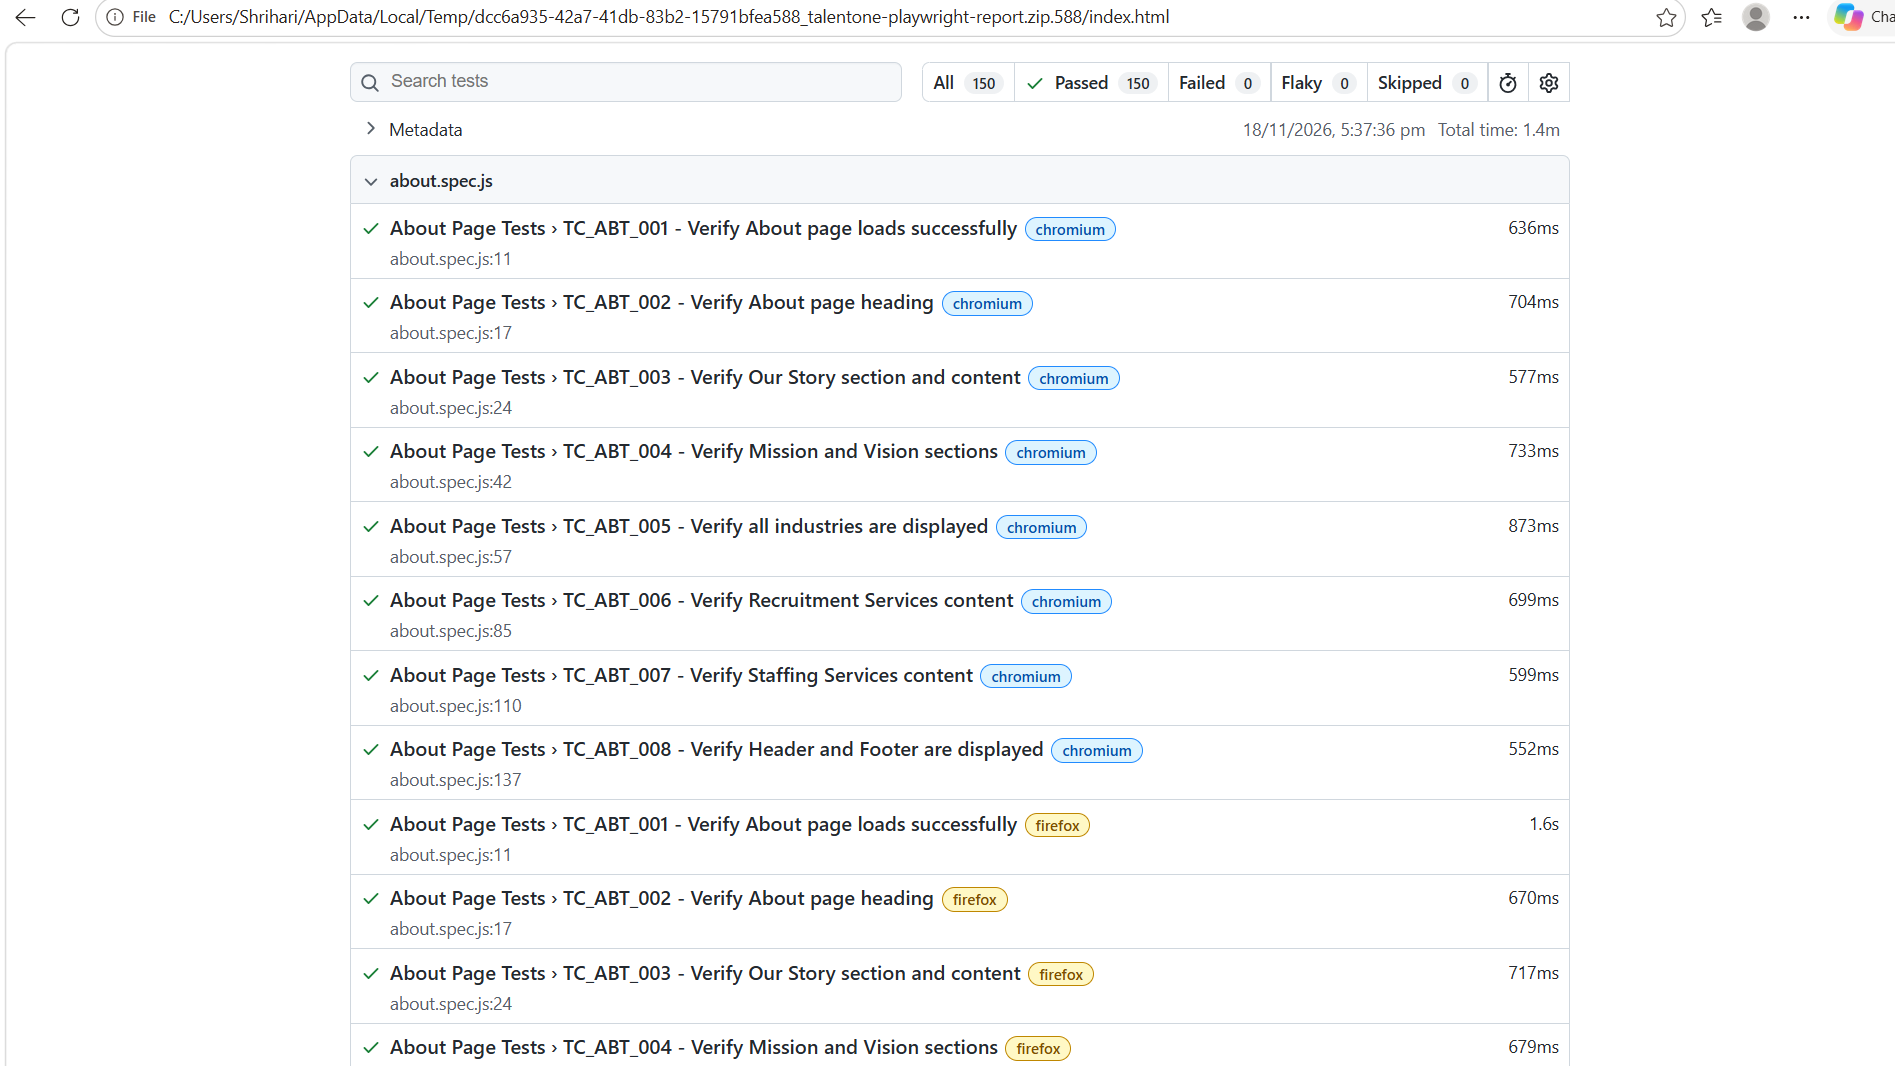 File C:/Users/Shrihari/AppData/Local/Temp/dcc6a935-42a7-41db-83b2-15791bfea588_talentone-playwright-report.zip.588/index.html Cha
Search tests All 150 Passed 150 Failed 0 Flaky 0 Skipped 0
Metadata 18/11/2026, 5:37:36 pm Total time: 1.4m
about.spec.js
About Page Tests › TC_ABT_001 - Verify About page loads successfully chromium 636ms
about.spec.js:11
About Page Tests › TC_ABT_002 - Verify About page heading chromium 704ms
about.spec.js:17
About Page Tests › TC_ABT_003 - Verify Our Story section and content chromium 577ms
about.spec.js:24
About Page Tests › TC_ABT_004 - Verify Mission and Vision sections chromium 733ms
about.spec.js:42
About Page Tests › TC_ABT_005 - Verify all industries are displayed chromium 873ms
about.spec.js:57
About Page Tests › TC_ABT_006 - Verify Recruitment Services content chromium 699ms
about.spec.js:85
About Page Tests › TC_ABT_007 - Verify Staffing Services content chromium 599ms
about.spec.js:110
About Page Tests › TC_ABT_008 - Verify Header and Footer are displayed chromium 552ms
about.spec.js:137
About Page Tests › TC_ABT_001 - Verify About page loads successfully firefox 1.6s
about.spec.js:11
About Page Tests › TC_ABT_002 - Verify About page heading firefox 670ms
about.spec.js:17
About Page Tests › TC_ABT_003 - Verify Our Story section and content firefox 717ms
about.spec.js:24
About Page Tests › TC_ABT_004 - Verify Mission and Vision sections firefox 679ms